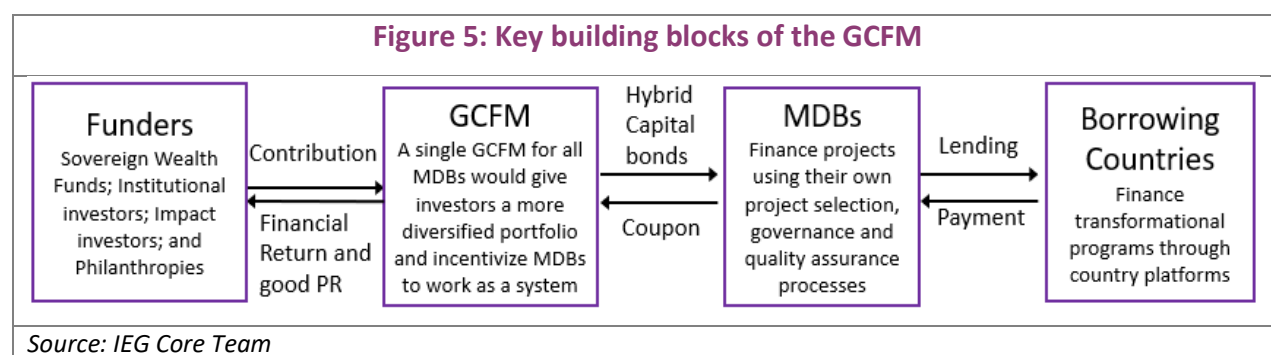 Figure 5: Key building blocks of the GCFM
Funders
Sovereign Wealth
Funds; Institutional
investors; Impact
investors; and
Philanthropies
Contribution
Financial
Return and
good PR
GCFM
A single GCFM for all
MDBs would give
investors a more
diversified portfolio
and incentivize MDBs
to work as a system
Hybrid
Capital
bonds
Coupon
MDBs
Finance projects
using their own
project selection,
governance and
quality assurance
processes
Lending
Payment
Borrowing
Countries
Finance
transformational
programs through
country platforms
Source: IEG Core Team